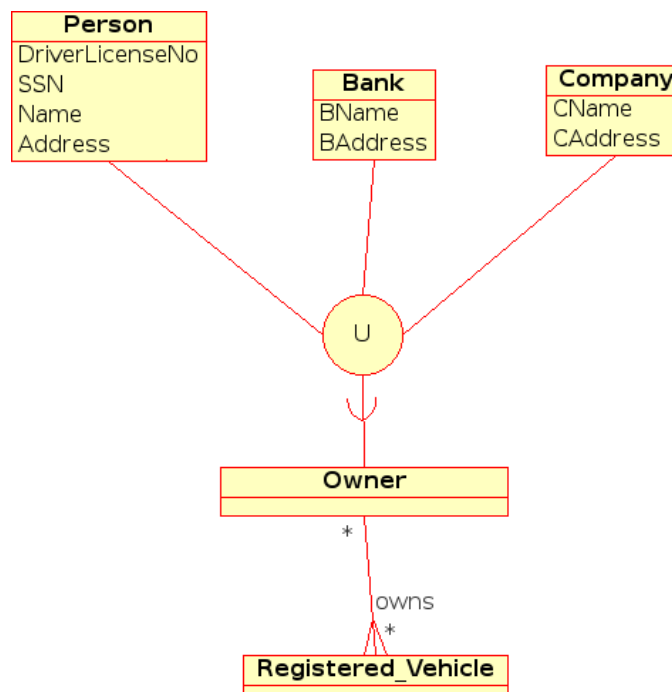 Person
DriverLicenseNo
SSN
Name
Address
Bank
BName
BAddress
Company
CName
CAddress
U
Owner
*
owns
*
Registered_Vehicle